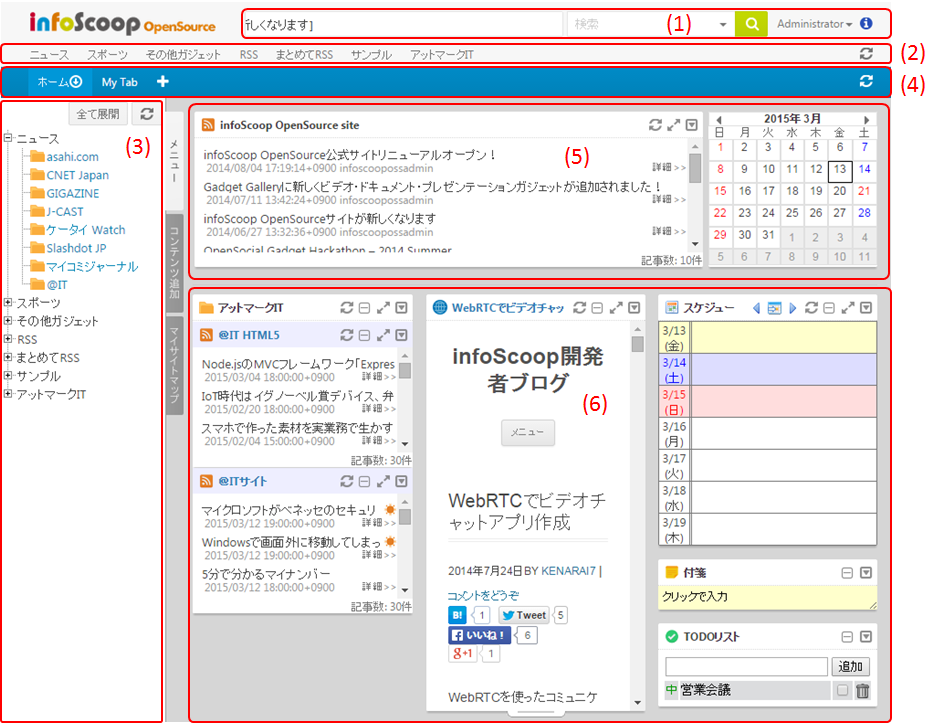 infoScoop OpenSource
しくなります]
検索
(1)
Administrator
ニュース スポーツ その他ガジェット RSS まとめてRSS サンプル アットマークIT
(2)
ホーム My Tab
(4)
全て展開
(3)
ニュース
asahi.com
CNET Japan
GIGAZINE
J-CAST
ケータイ Watch
Slashdot JP
マイコミジャーナル
@IT
スポーツ
その他ガジェット
RSS
まとめてRSS
サンプル
アットマークIT
メニュー
コンテンツ追加
マイサイトマップ
infoScoop OpenSource site
(5)
infoScoop OpenSource公式サイトリニューアルオープン！
2014/08/04 17:19:14+0900 infoscoopossadmin 詳細>>
Gadget Galleryに新しくビデオ・ドキュメント・プレゼンテーションガジェットが追加されました！
2014/07/11 13:42:24+0900 infoscoopossadmin 詳細>>
infoScoop OpenSourceサイトが新しくなります
2014/06/27 13:32:36+0900 infoscoopossadmin 詳細>>
OpenSocial Gadget Hackathon – 2014 Summer
記事数: 10件
2015年 3月
日 月 火 水 木 金 土
1 2 3 4 5 6 7
8 9 10 11 12 13 14
15 16 17 18 19 20 21
22 23 24 25 26 27 28
29 30 31 1 2 3 4
5 6 7 8 9 10 11
アットマークIT
@IT HTML5
Node.jsのMVCフレームワーク「Expres
2015/03/04 18:00:00+0900 詳細>>
IoT時代はイグノーベル賞デバイス、弁
2015/02/20 18:00:00+0900 詳細>>
スマホで作った素材を実業務で生かす
2015/02/04 15:00:00+0900 詳細>>
記事数: 30件
@ITサイト
マイクロソフトがベネッセのセキュリ
2015/03/12 19:00:00+0900 詳細>>
Windowsで画面外に移動してしまっ
2015/03/12 19:00:00+0900 詳細>>
5分で分かるマイナンバー
2015/03/12 18:00:00+0900 詳細>>
記事数: 30件
WebRTCでビデオチャッ
infoScoop開発
者ブログ
(6)
メニュー
WebRTCでビデオチ
ャットアプリ作成
2014年7月24日BY KENARAI7 |
コメントをどうぞ
B! 1 Tweet 5
いいね！ 6
g+1 1
WebRTCを使ったコミュニケ
スケジュー
3/13
(金)
3/14
(土)
3/15
(日)
3/16
(月)
3/17
(火)
3/18
(水)
3/19
(木)
付箋
クリックで入力
TODOリスト
追加
中 営業会議